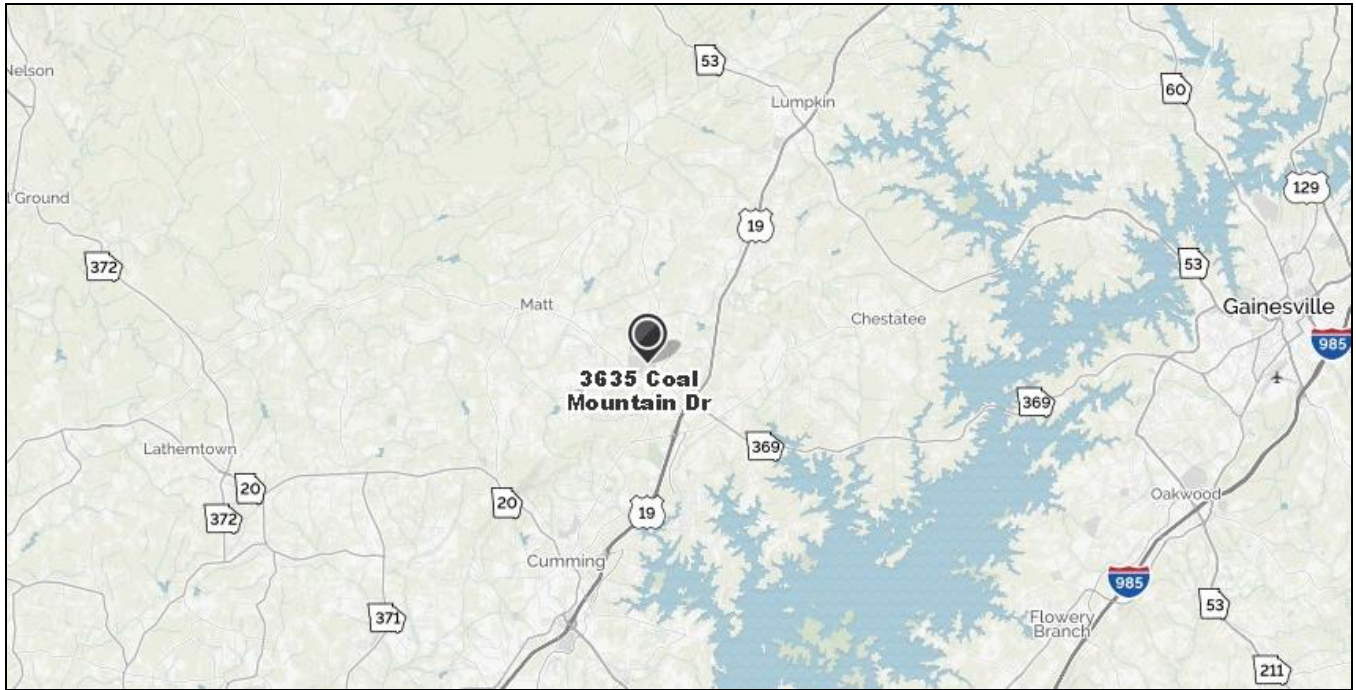 53
Nelson
60
Lumpkin
l Ground
129
19
372
53
Matt
Gainesville
Chestatee
985
3635 Coal
Mountain Dr
369
369
Lathemtown
20
20
Oakwood
372
19
Cumming
985
53
371
Flowery
Branch
211